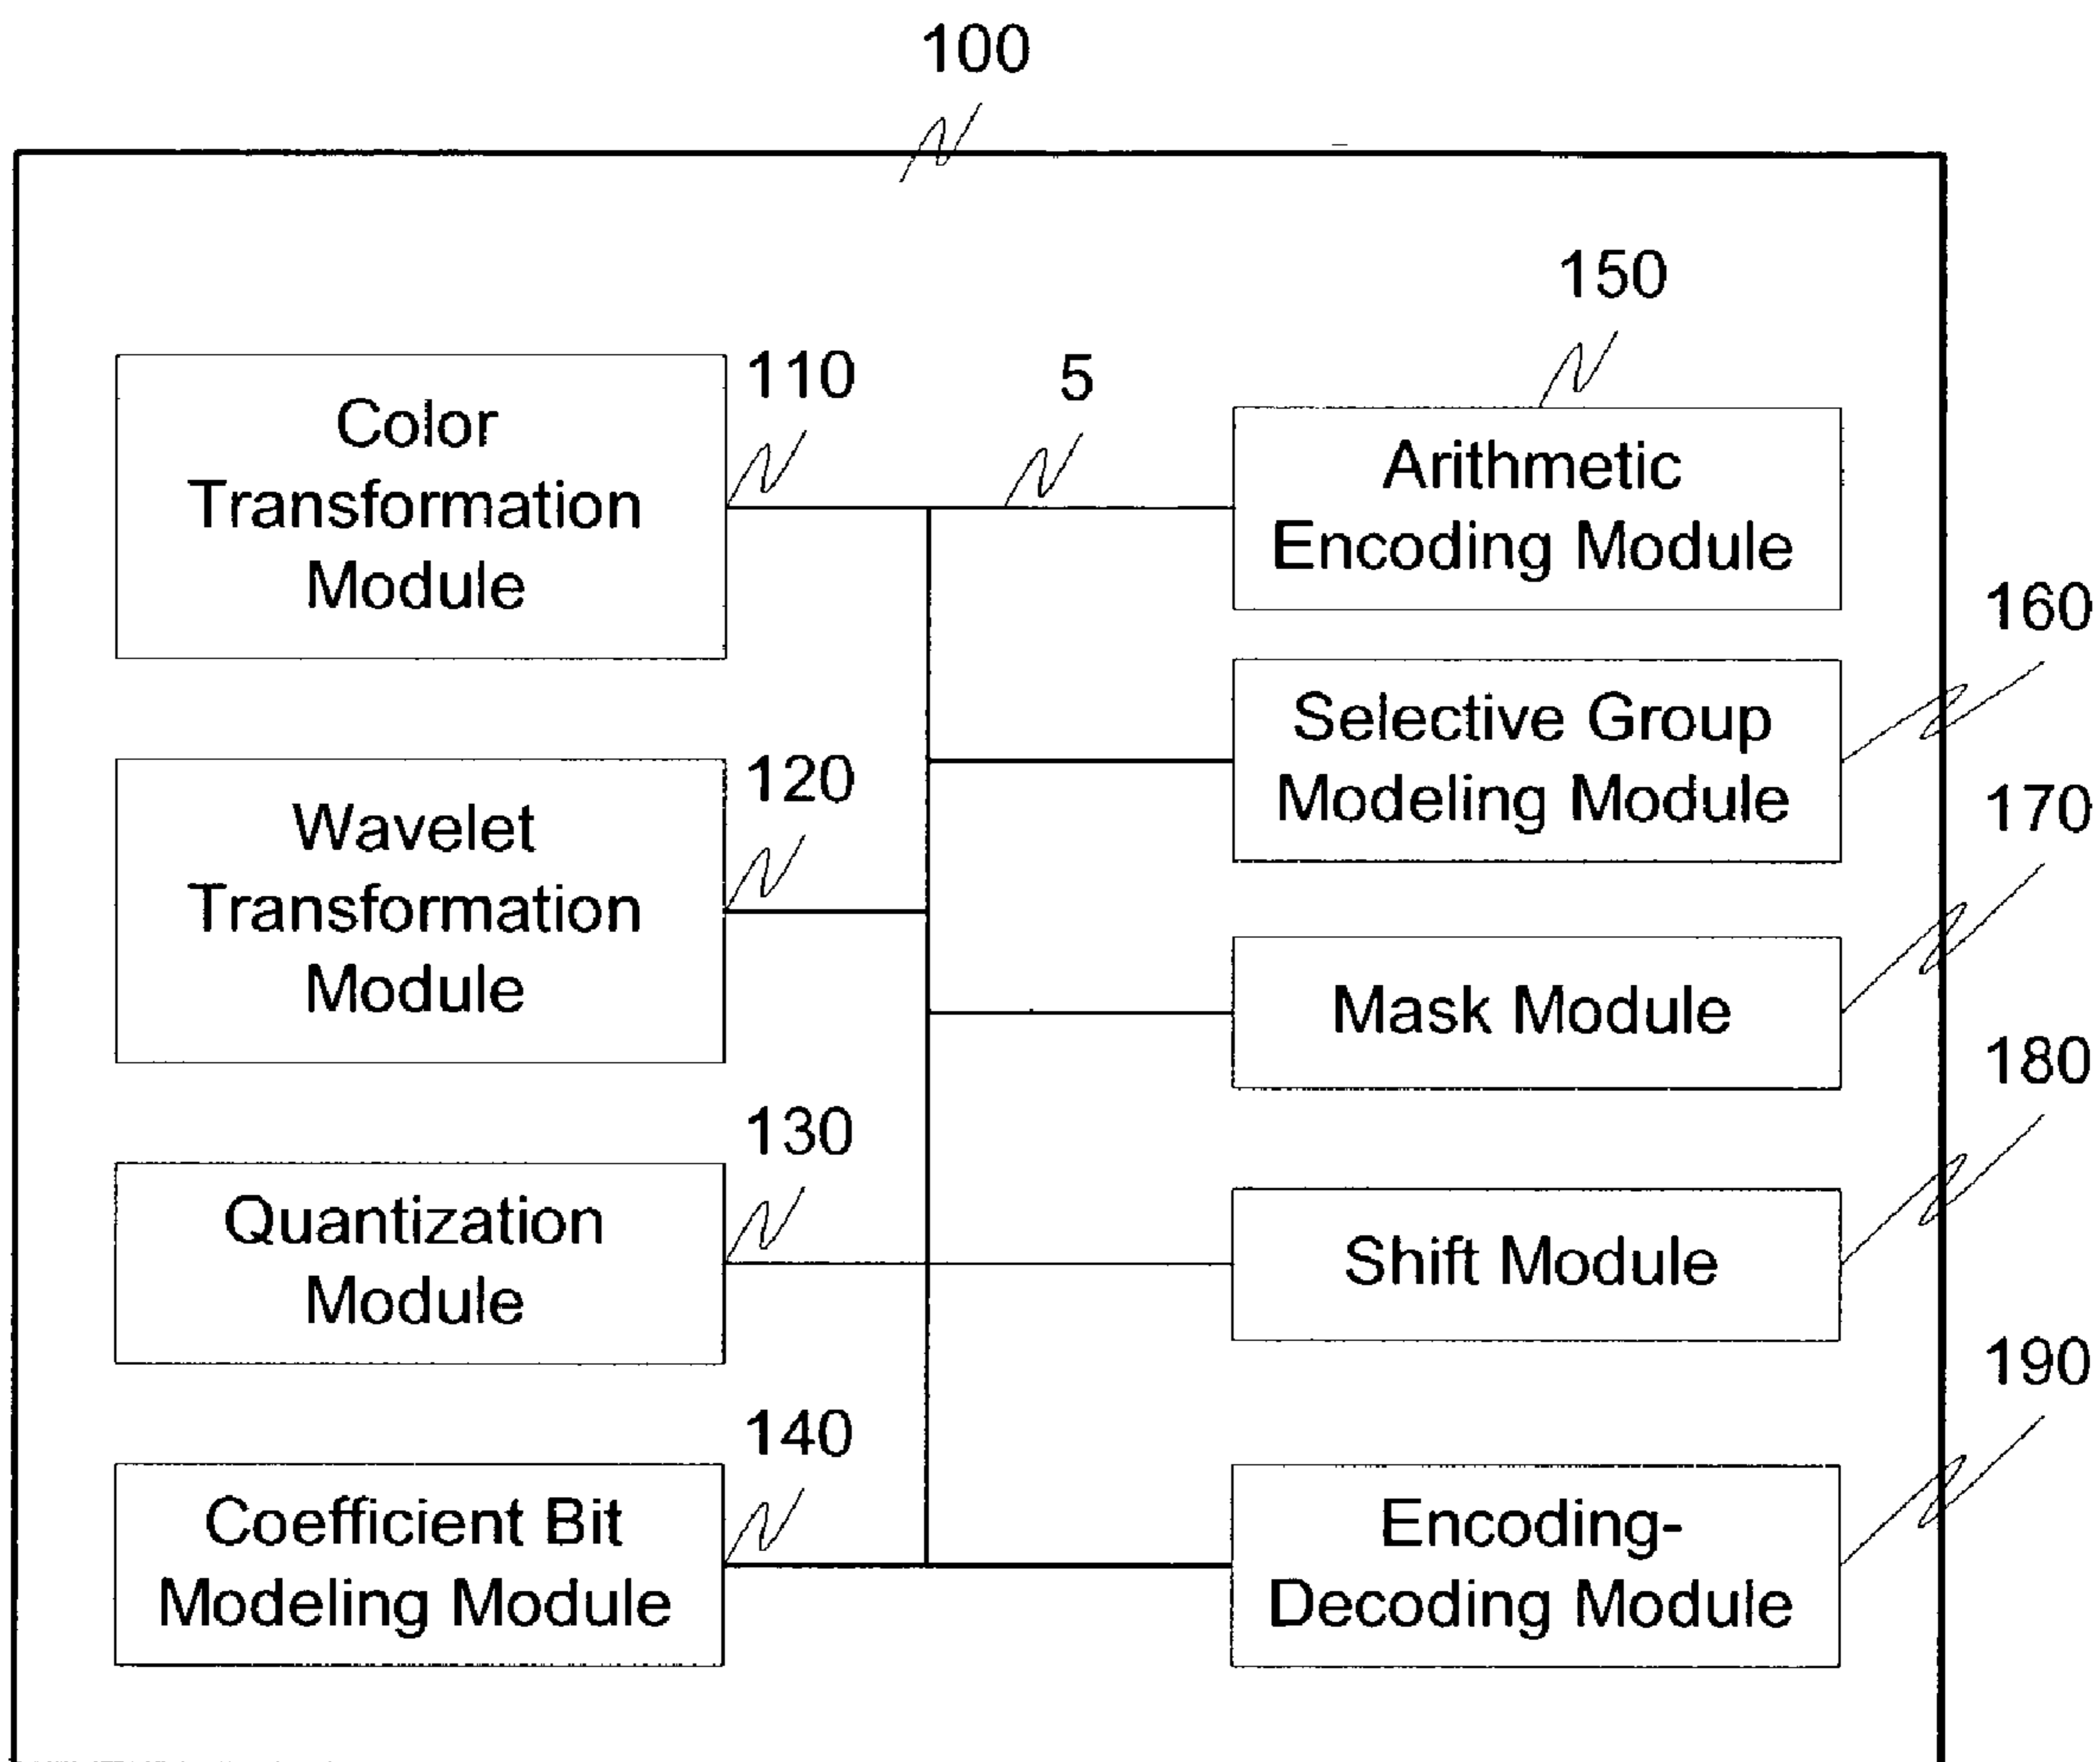 100
150
110
5
Color
Transformation
Module
Arithmetic
Encoding Module
160
Selective Group
Modeling Module
120
170
Wavelet
Transformation
Module
Mask Module
180
130
Quantization
Module
Shift Module
190
140
Coefficient Bit
Modeling Module
Encoding-
Decoding Module